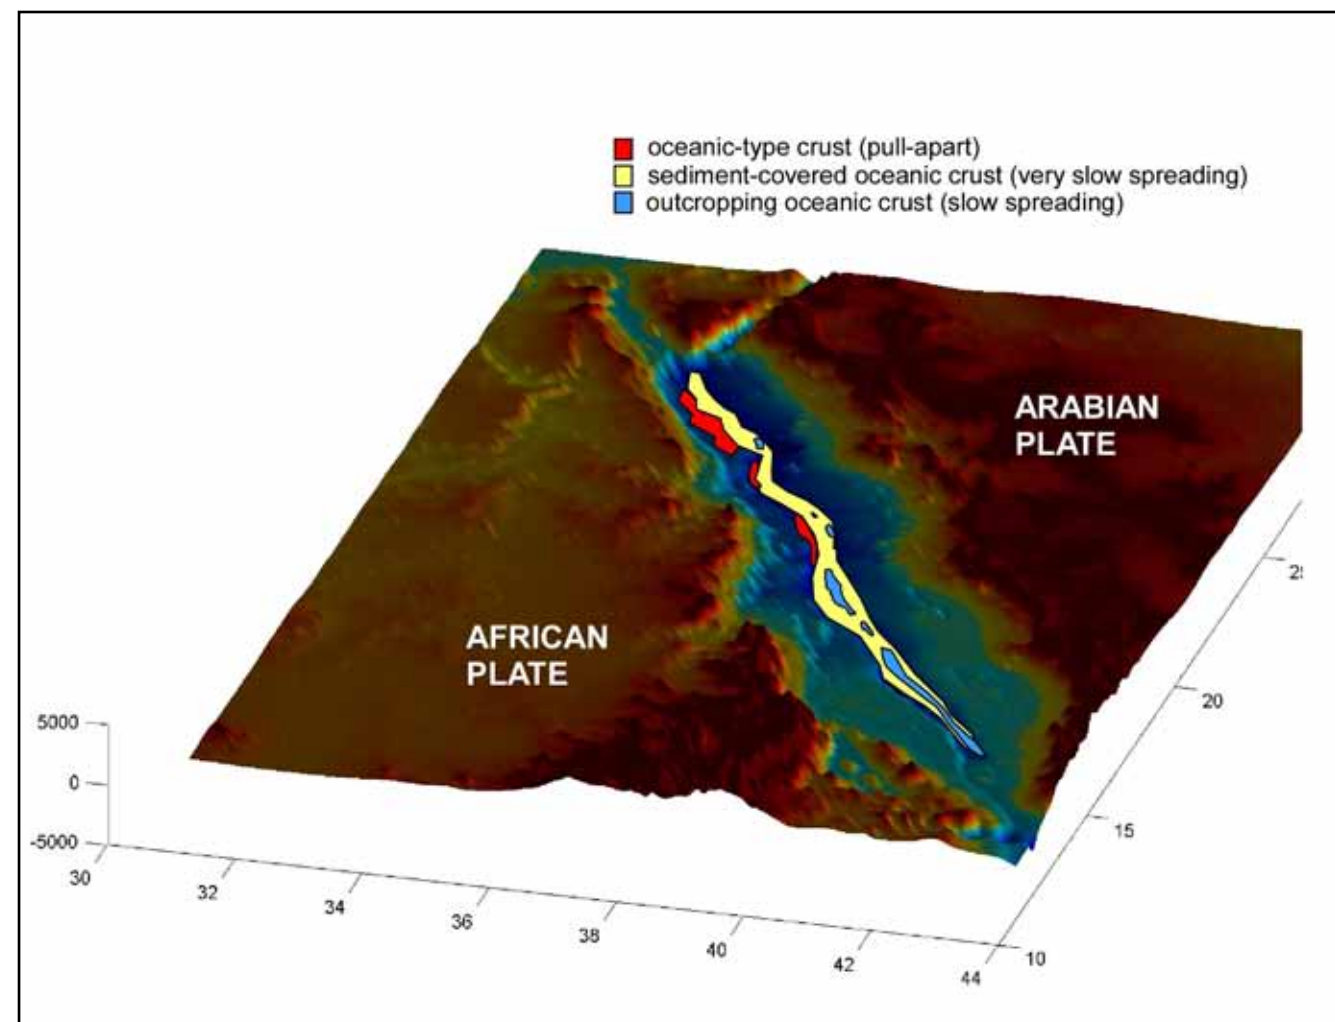 oceanic-type crust (pull-apart)
sediment-covered oceanic crust (very slow spreading)
outcropping oceanic crust (slow spreading)
ARABIAN
PLATE
AFRICAN
PLATE
5000
0
-5000
30
32
34
36
38
40
42
44
10
15
20